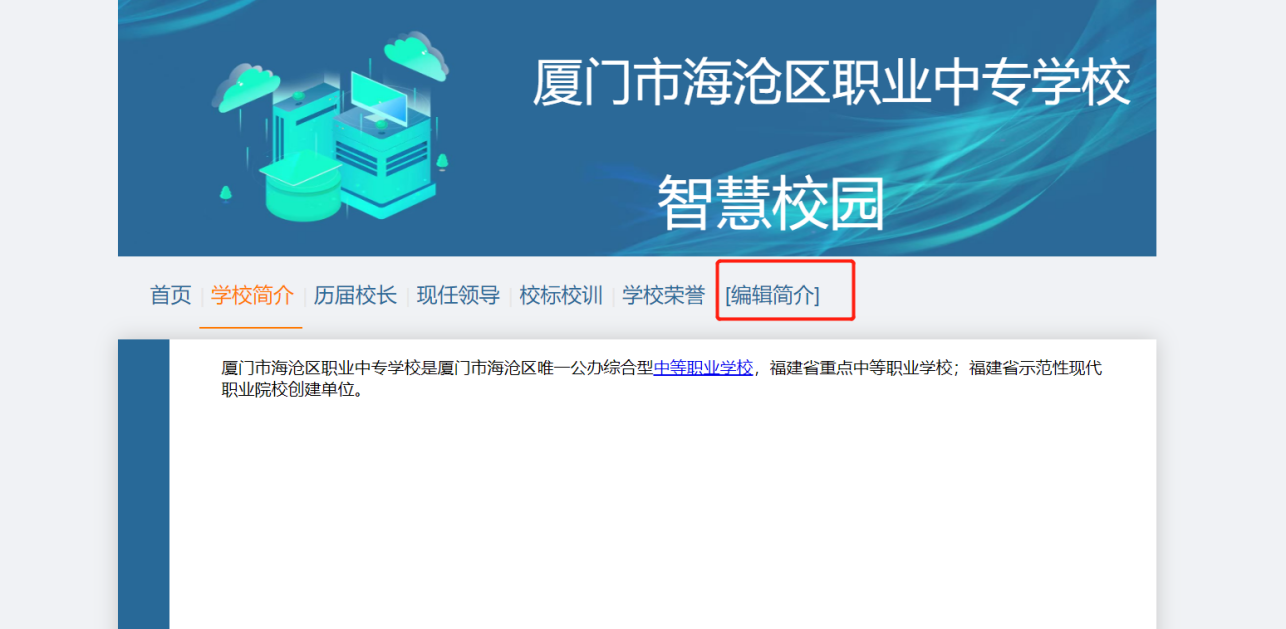 厦门市海沧区职业中专学校
智慧校园
首页 | 学校简介 | 历届校长 | 现任领导 | 校标校训 | 学校荣誉 [编辑简介]
厦门市海沧区职业中专学校是厦门市海沧区唯一公办综合型中等职业学校，福建省重点中等职业学校；福建省示范性现代
职业院校创建单位。